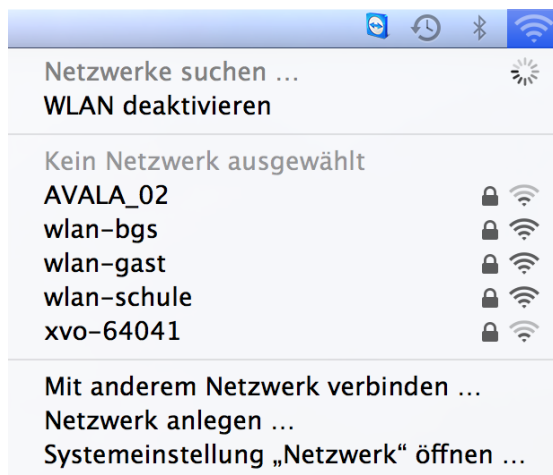 Netzwerke suchen …
WLAN deaktivieren
Kein Netzwerk ausgewählt
AVALA_02
wlan-bgs
wlan-gast
wlan-schule
xvo-64041
Mit anderem Netzwerk verbinden …
Netzwerk anlegen …
Systemeinstellung „Netzwerk“ öffnen …